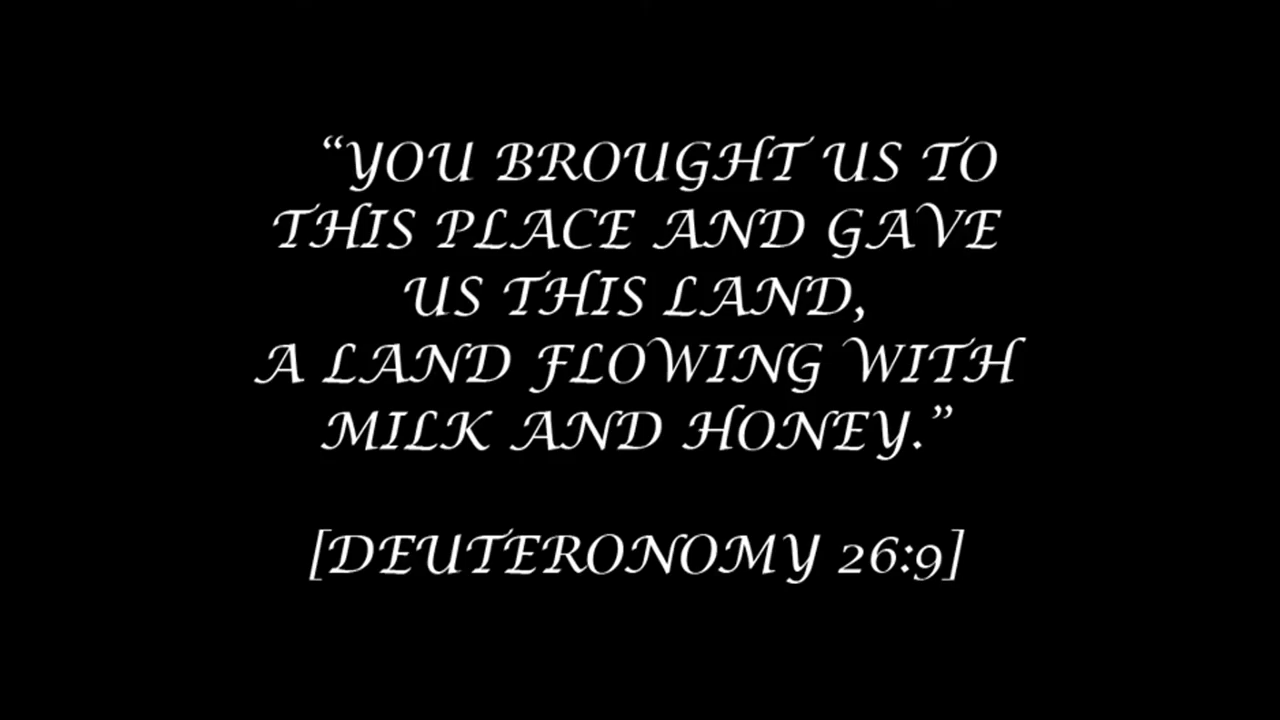 “YOU BROUGHT US TO
THIS PLACE AND GAVE
US THIS LAND,
A LAND FLOWING WITH
MILK AND HONEY.”
[DEUTERONOMY 26:9]